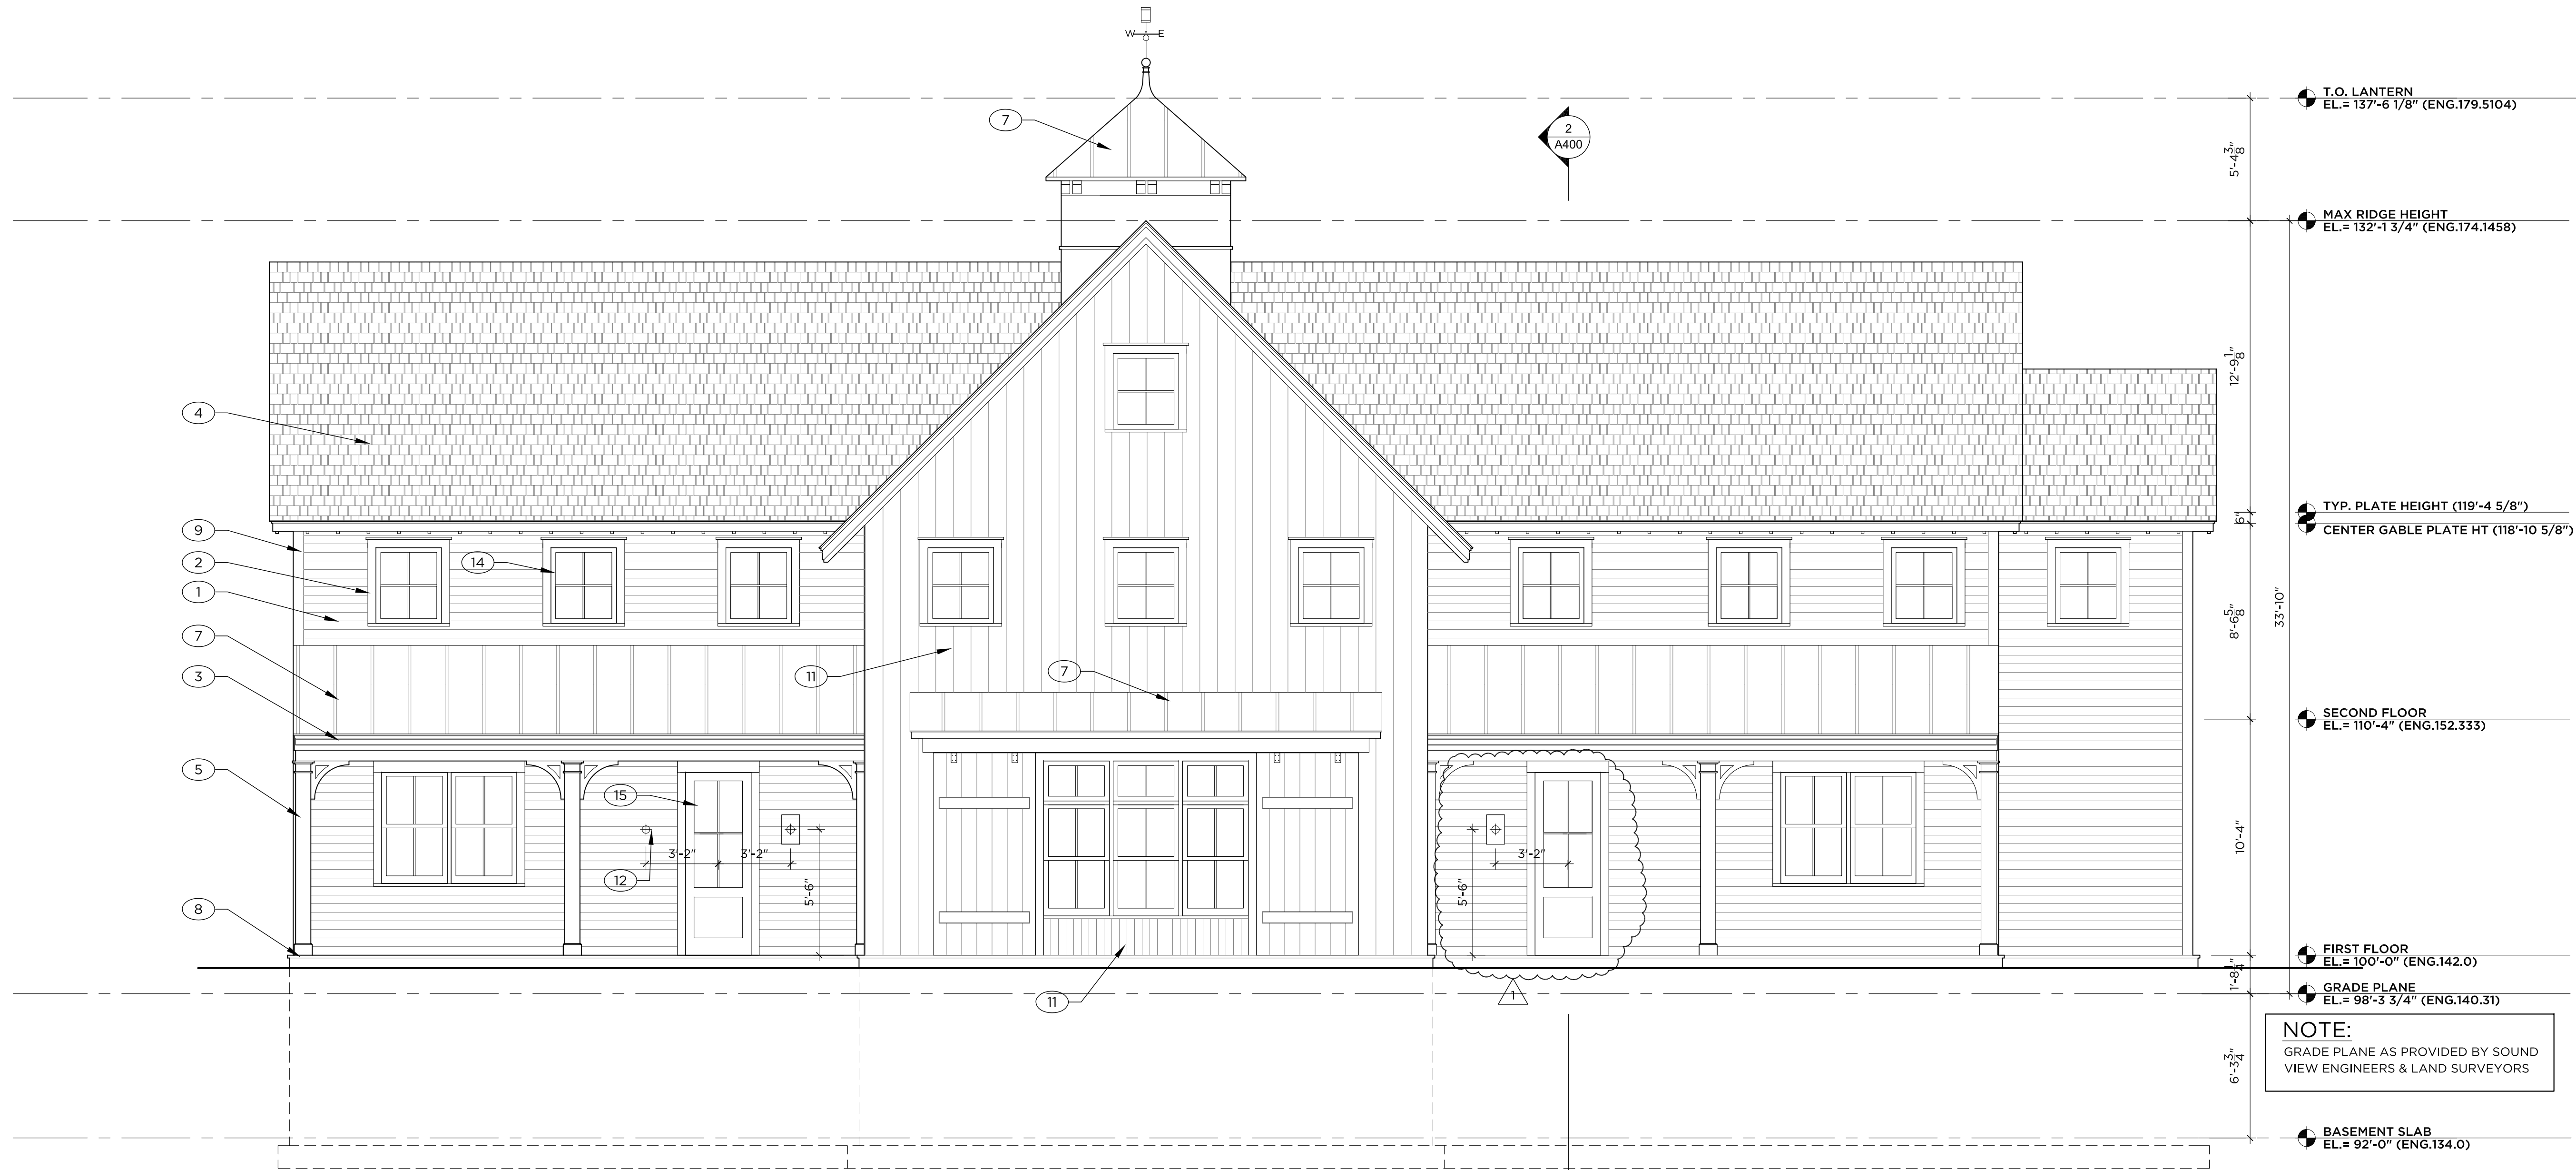 W E
T.O. LANTERN
EL.= 137'-6 1/8" (ENG.179.5104)
7
2
A400
5'-4 3/8"
MAX RIDGE HEIGHT
EL.= 132'-1 3/4" (ENG.174.1458)
12'-9 1/8"
4
TYP. PLATE HEIGHT (119'-4 5/8")
6"
CENTER GABLE PLATE HT (118'-10 5/8")
9
2
14
1
8'-6 5/8"
33'-10"
7
3
11
7
SECOND FLOOR
EL.= 110'-4" (ENG.152.333)
5
15
3'-2"
3'-2"
12
5'-6"
5'-6"
3'-2"
10'-4"
8
FIRST FLOOR
EL.= 100'-0" (ENG.142.0)
1'-8 1/4"
11
1
GRADE PLANE
EL.= 98'-3 3/4" (ENG.140.31)
NOTE:
GRADE PLANE AS PROVIDED BY SOUND
VIEW ENGINEERS & LAND SURVEYORS
6'-3 3/4"
BASEMENT SLAB
EL.= 92'-0" (ENG.134.0)